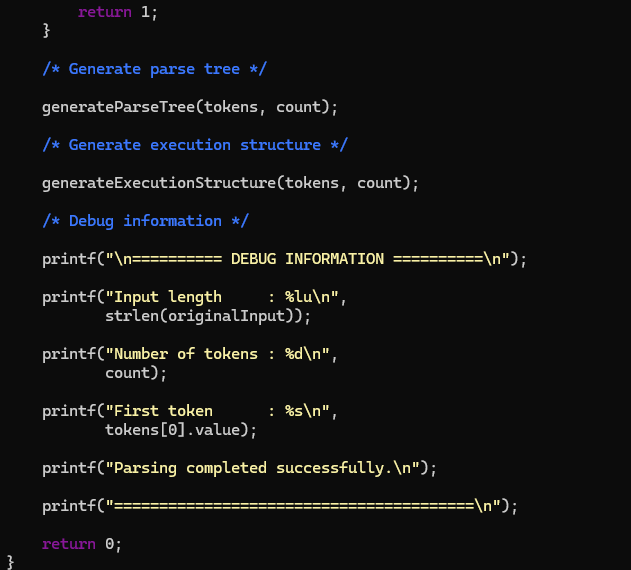 return 1;
    }
    /* Generate parse tree */
    generateParseTree(tokens, count);
    /* Generate execution structure */
    generateExecutionStructure(tokens, count);
    /* Debug information */
    printf("\n========== DEBUG INFORMATION ==========\n");
    printf("Input length     : %lu\n",
           strlen(originalInput));
    printf("Number of tokens : %d\n",
           count);
    printf("First token      : %s\n",
           tokens[0].value);
    printf("Parsing completed successfully.\n");
    printf("========================================\n");
    return 0;
}